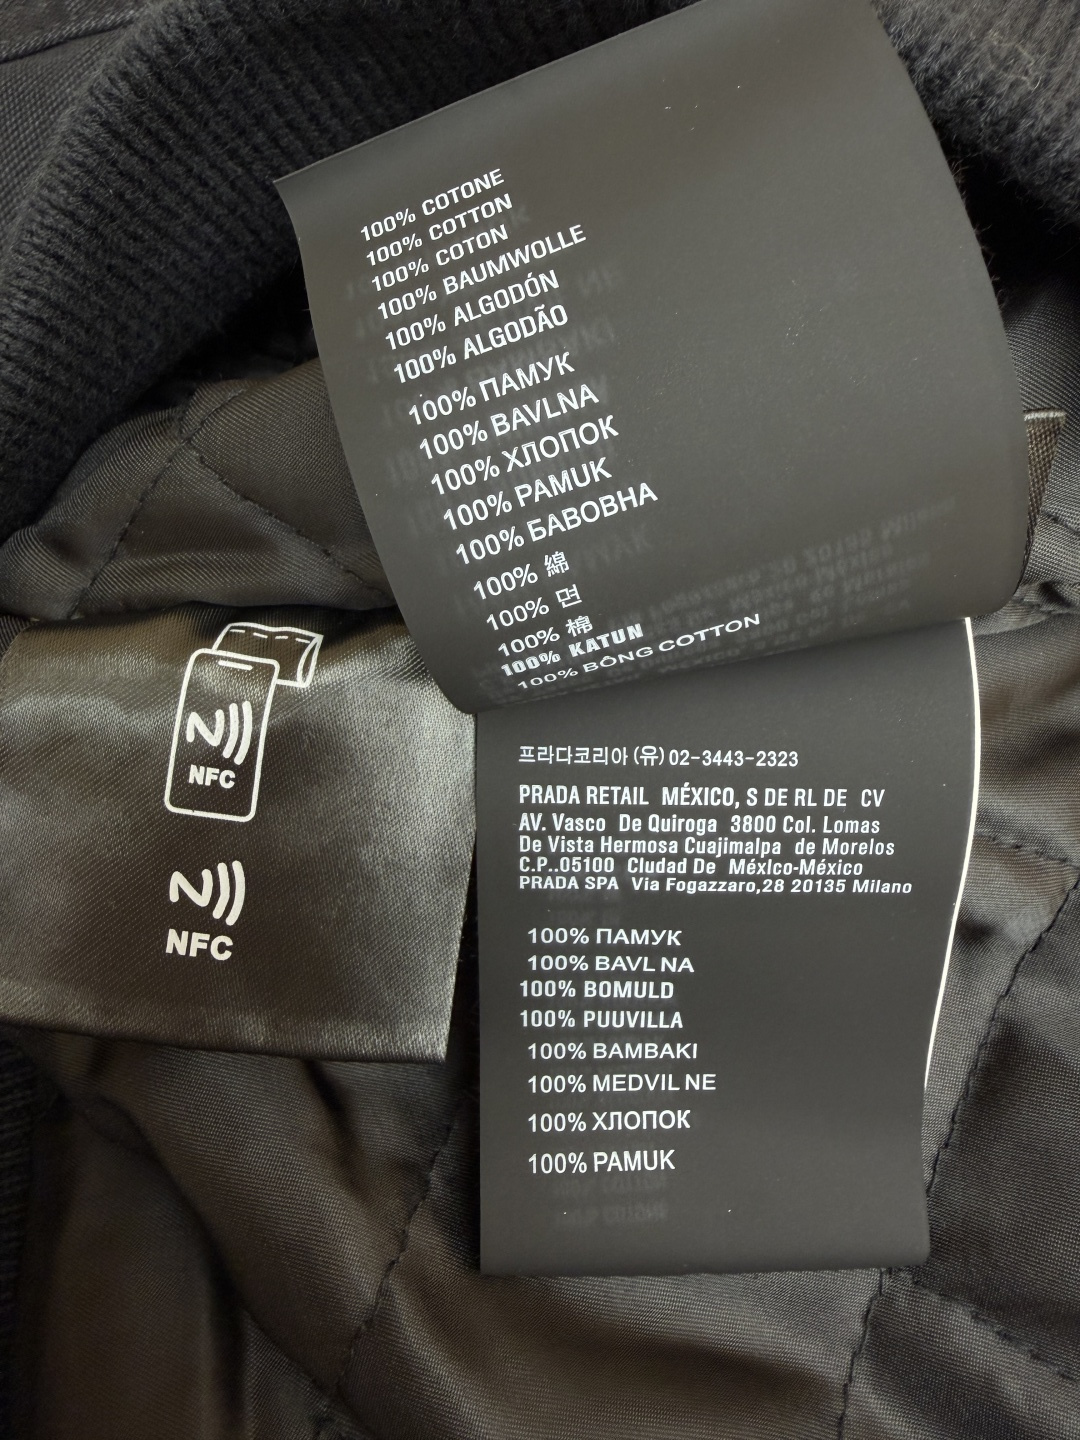 100% COTONE
100% COTTON
100% COTON
100% BAUMWOLLE
100% ALGODÓN
100% ALGODÃO
100% ПАМУК
100% BAVLNA
100% ХЛОПОК
100% PAMUK
100% БАВОВНА
100% 綿
100% 면
100% 棉
100% KATUN
100% BÔNG COTTON
NFC
NFC
프라다코리아 (유) 02-3443-2323
PRADA RETAIL MÉXICO, S DE RL DE CV
AV. Vasco De Quiroga 3800 Col. Lomas
De Vista Hermosa Cuajimalpa de Morelos
C.P..05100 Cludad De MéxIco-México
PRADA SPA Via Fogazzaro,28 20135 Milano
100% ПАМУК
100% BAVL NA
100% BOMULD
100% PUUVILLA
100% BAMBAKI
100% MEDVIL NE
100% ХЛОПОК
100% PAMUK